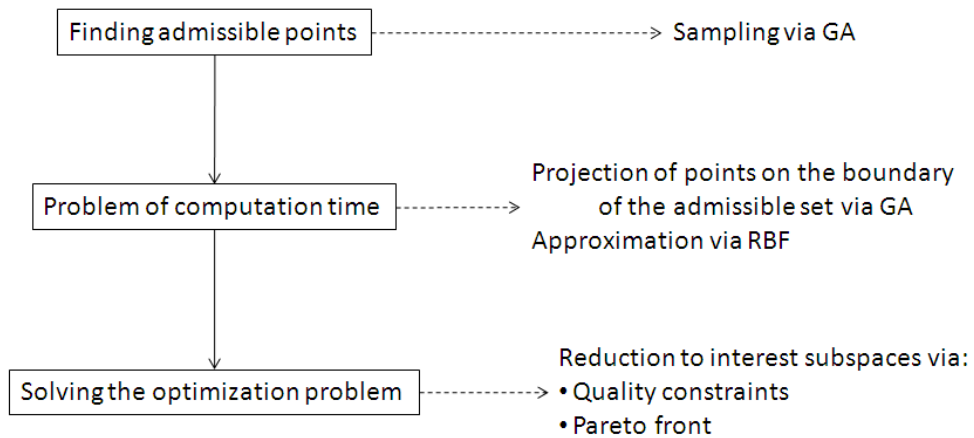 Finding admissible points
Sampling via GA
Problem of computation time
Projection of points on the boundary
of the admissible set via GA
Approximation via RBF
Solving the optimization problem
Reduction to interest subspaces via:
• Quality constraints
• Pareto front